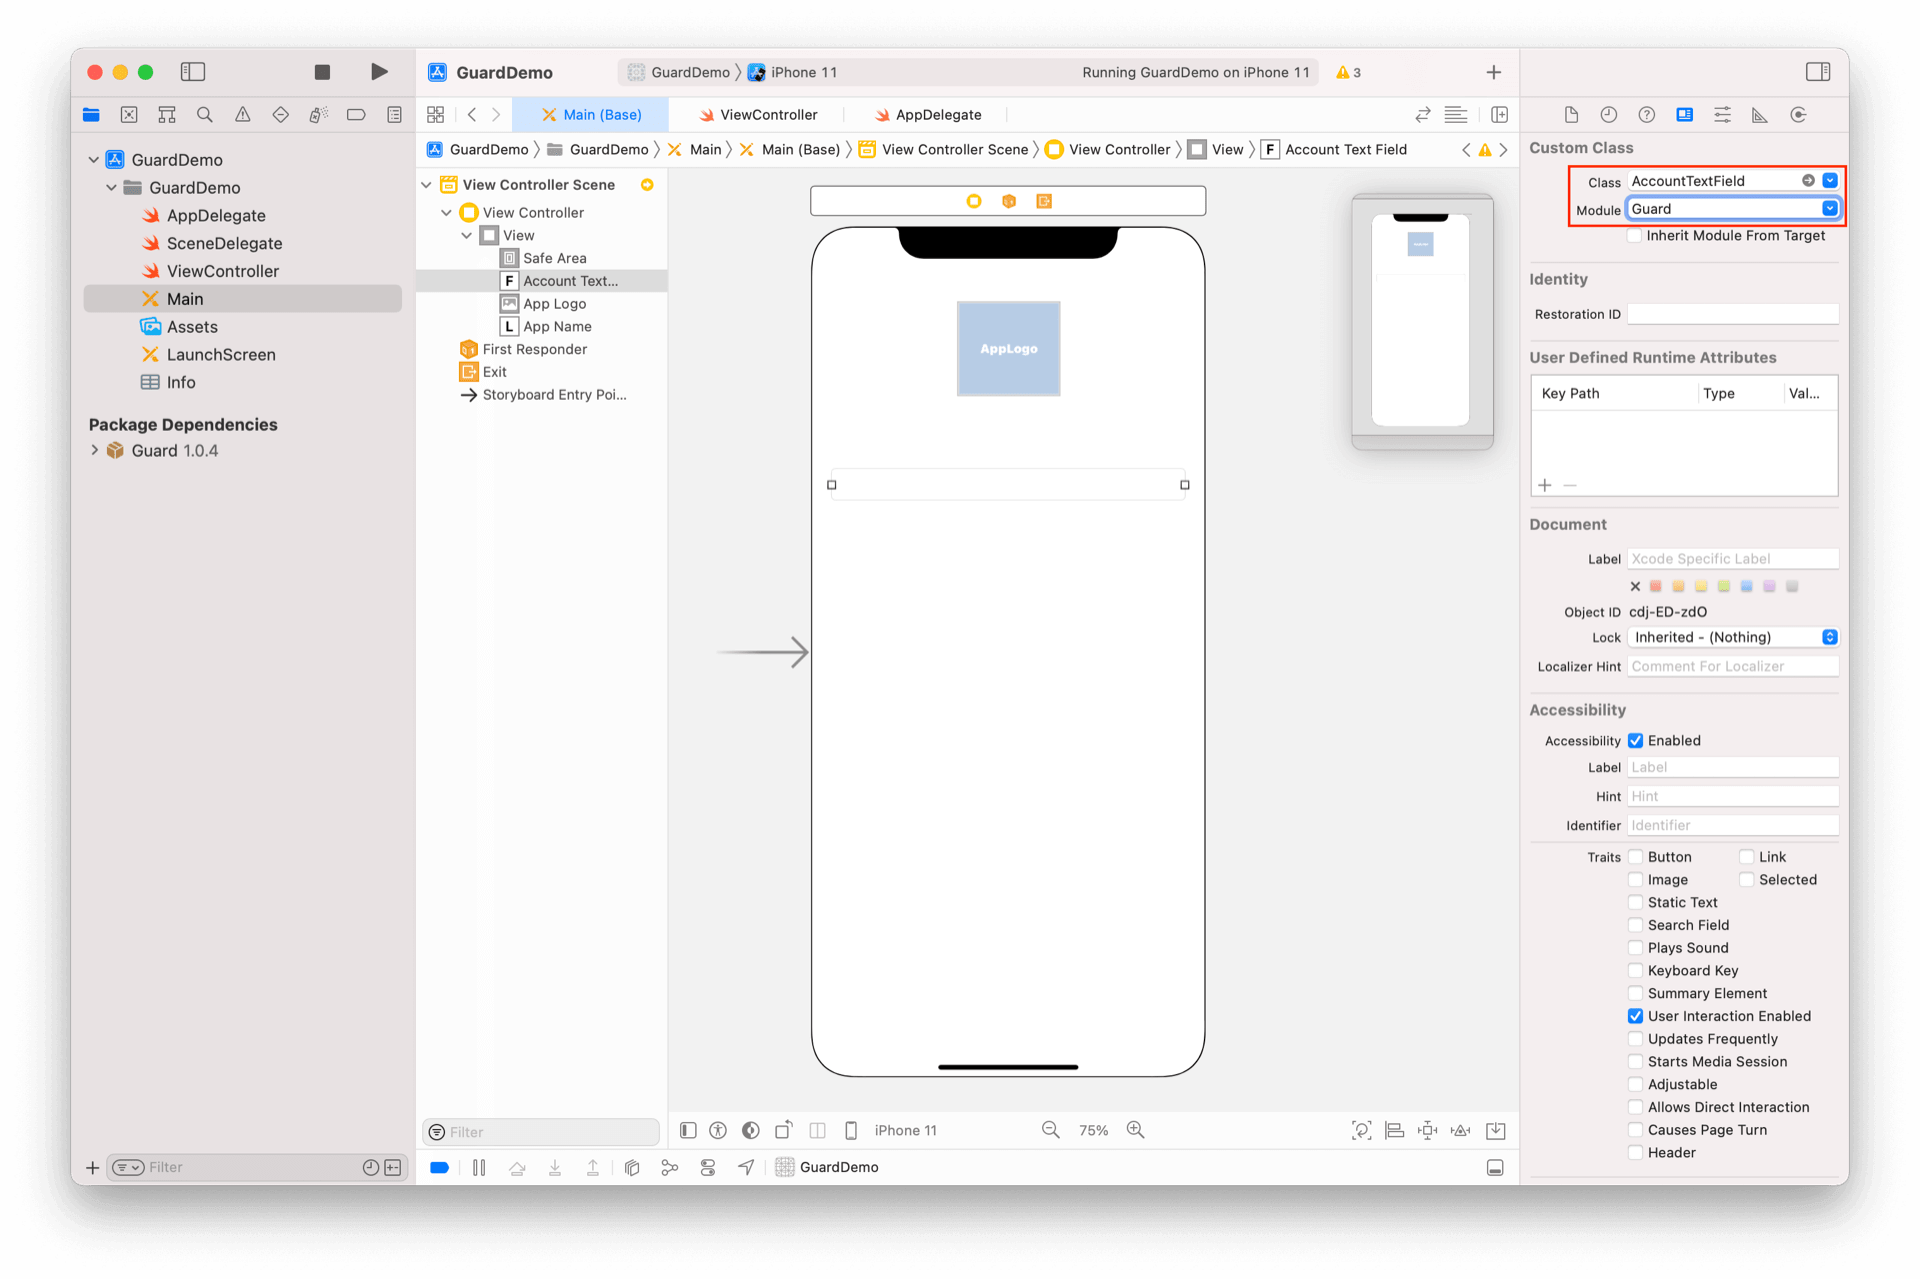 GuardDemo
GuardDemo
iPhone 11
Running GuardDemo on iPhone 11
3
Main (Base)
ViewController
AppDelegate
GuardDemo
GuardDemo
Main
Main (Base)
View Controller Scene
View Controller
View
F
Account Text Field
GuardDemo
GuardDemo
AppDelegate
SceneDelegate
ViewController
Main
Assets
LaunchScreen
Info
Package Dependencies
Guard 1.0.4
Filter
View Controller Scene
View Controller
View
Safe Area
F Account Text...
App Logo
L App Name
First Responder
Exit
Storyboard Entry Poi...
Filter
AppLogo
iPhone 11
75%
GuardDemo
Custom Class
Class AccountTextField
Module Guard
Inherit Module From Target
Identity
Restoration ID
User Defined Runtime Attributes
Key Path Type Val...
Document
Label Xcode Specific Label
Object ID cdj-ED-zdO
Lock Inherited - (Nothing)
Localizer Hint Comment For Localizer
Accessibility
Accessibility Enabled
Label Label
Hint Hint
Identifier Identifier
Traits Button Link
Image Selected
Static Text
Search Field
Plays Sound
Keyboard Key
Summary Element
User Interaction Enabled
Updates Frequently
Starts Media Session
Adjustable
Allows Direct Interaction
Causes Page Turn
Header